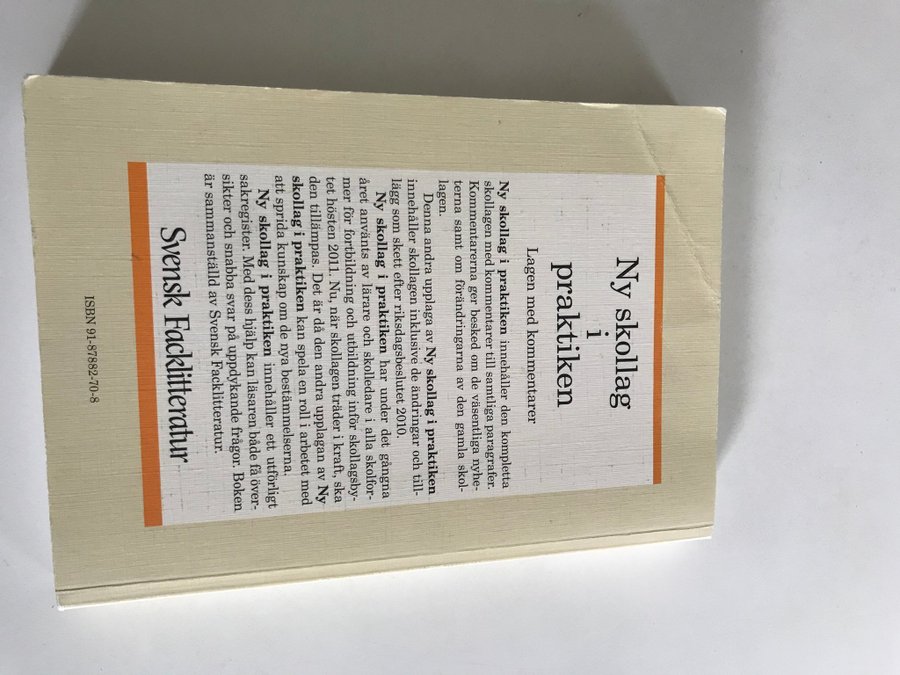 Ny skollag
i
praktiken
Lagen med kommentarer
Ny skollag i praktiken innehåller den kompletta
skollagen med kommentarer till samtliga paragrafer.
Kommentarerna ger besked om de väsentliga nyhe-
terna samt om förändringarna av den gamla skol-
lagen.
Denna andra upplaga av Ny skollag i praktiken
innehåller skollagen inklusive de ändringar och till-
lägg som skett efter riksdagsbeslutet 2010.
Ny skollag i praktiken har under det gångna
året använts av lärare och skolledare i alla skolfor-
mer för fortbildning och utbildning inför skollagsby-
tet hösten 2011. Nu, när skollagen träder i kraft, ska
den tillämpas. Det är då den andra upplagan av Ny
skollag i praktiken kan spela en roll i arbetet med
att sprida kunskap om de nya bestämmelserna.
Ny skollag i praktiken innehåller ett utförligt
sakregister. Med dess hjälp kan läsaren både få över-
sikter och snabba svar på uppdykande frågor. Boken
är sammanställd av Svensk Facklitteratur.
Svensk Facklitteratur
ISBN 91-87882-70-8